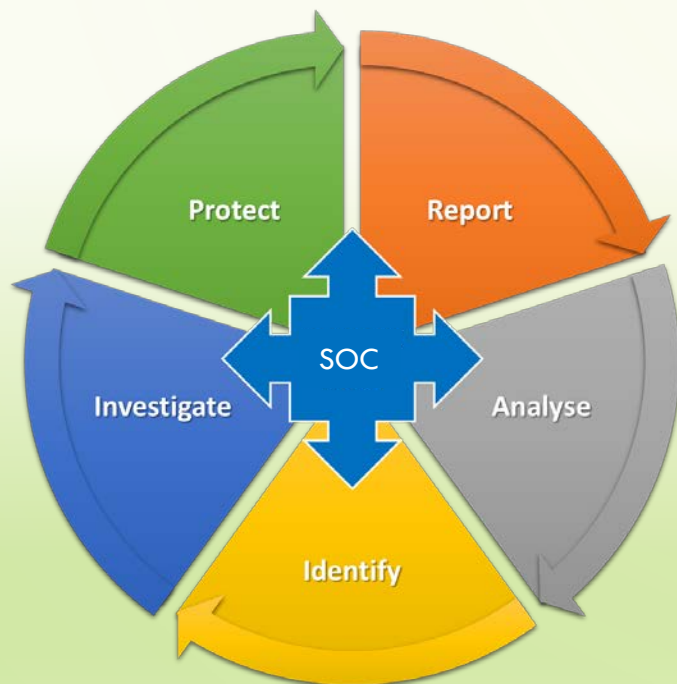 Protect
Report
SOC
Investigate
Analyse
Identify